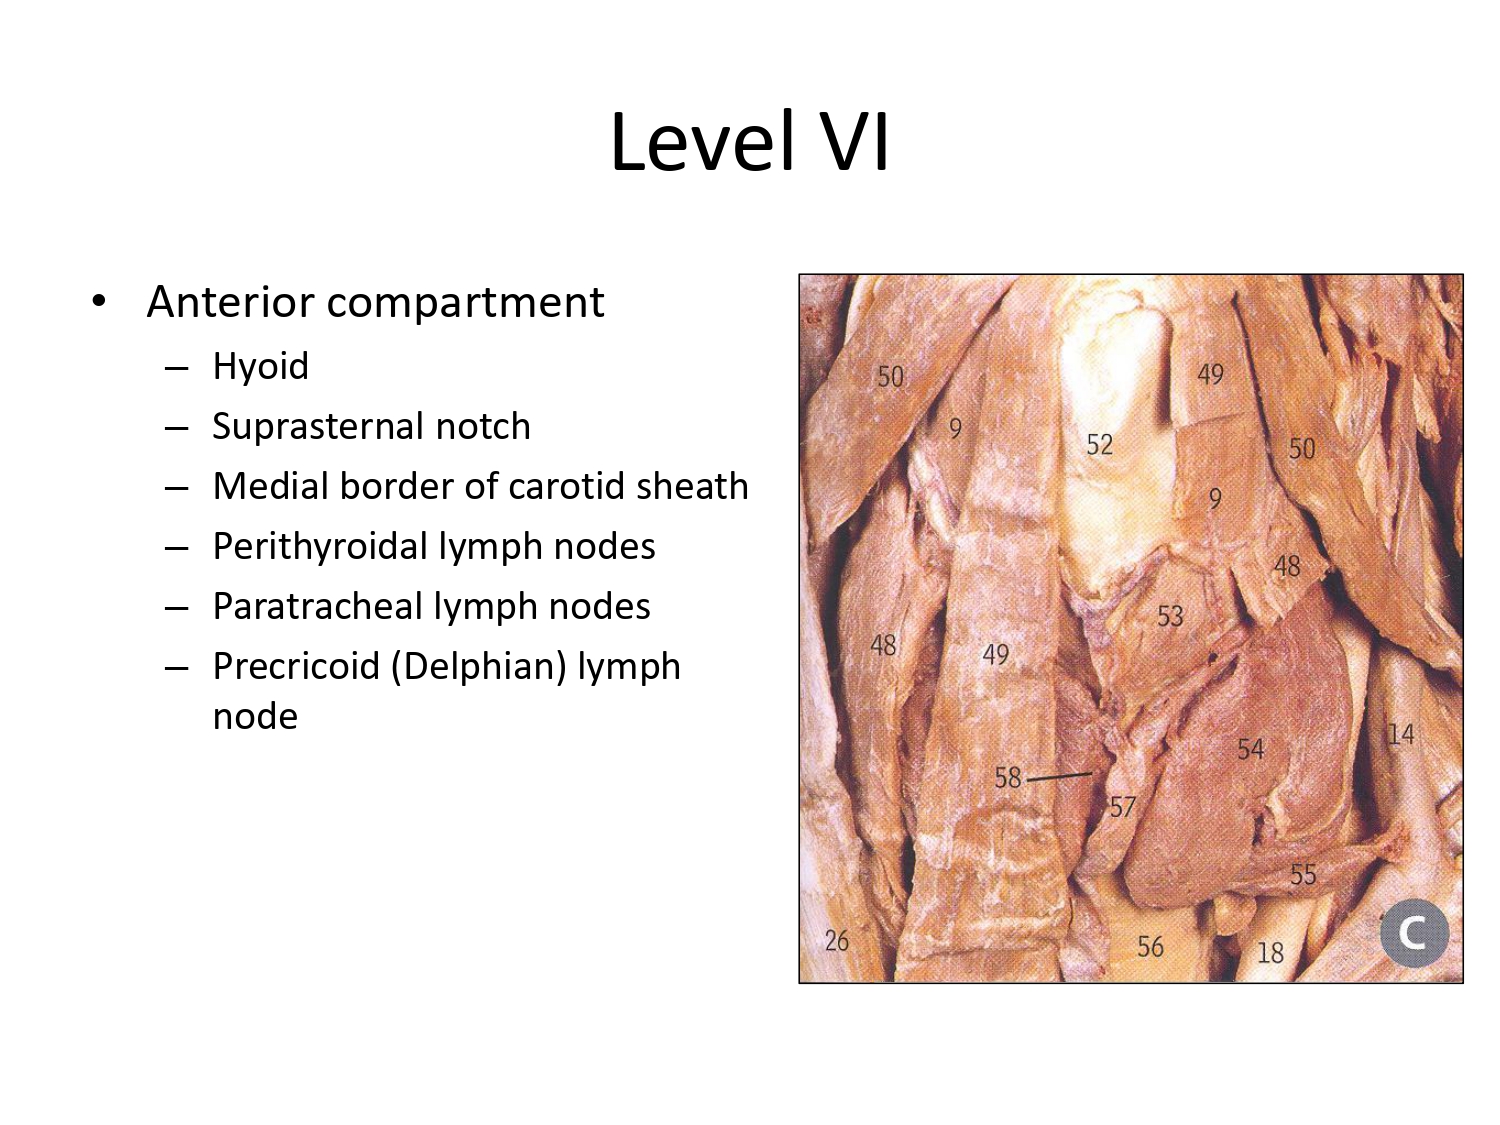 Level VI
• Anterior compartment
– Hyoid
– Suprasternal notch
– Medial border of carotid sheath
– Perithyroidal lymph nodes
– Paratracheal lymph nodes
– Precricoid (Delphian) lymph
node
50
49
9
52
50
9
48
53
48
49
14
54
58
57
55
26
56
18
C